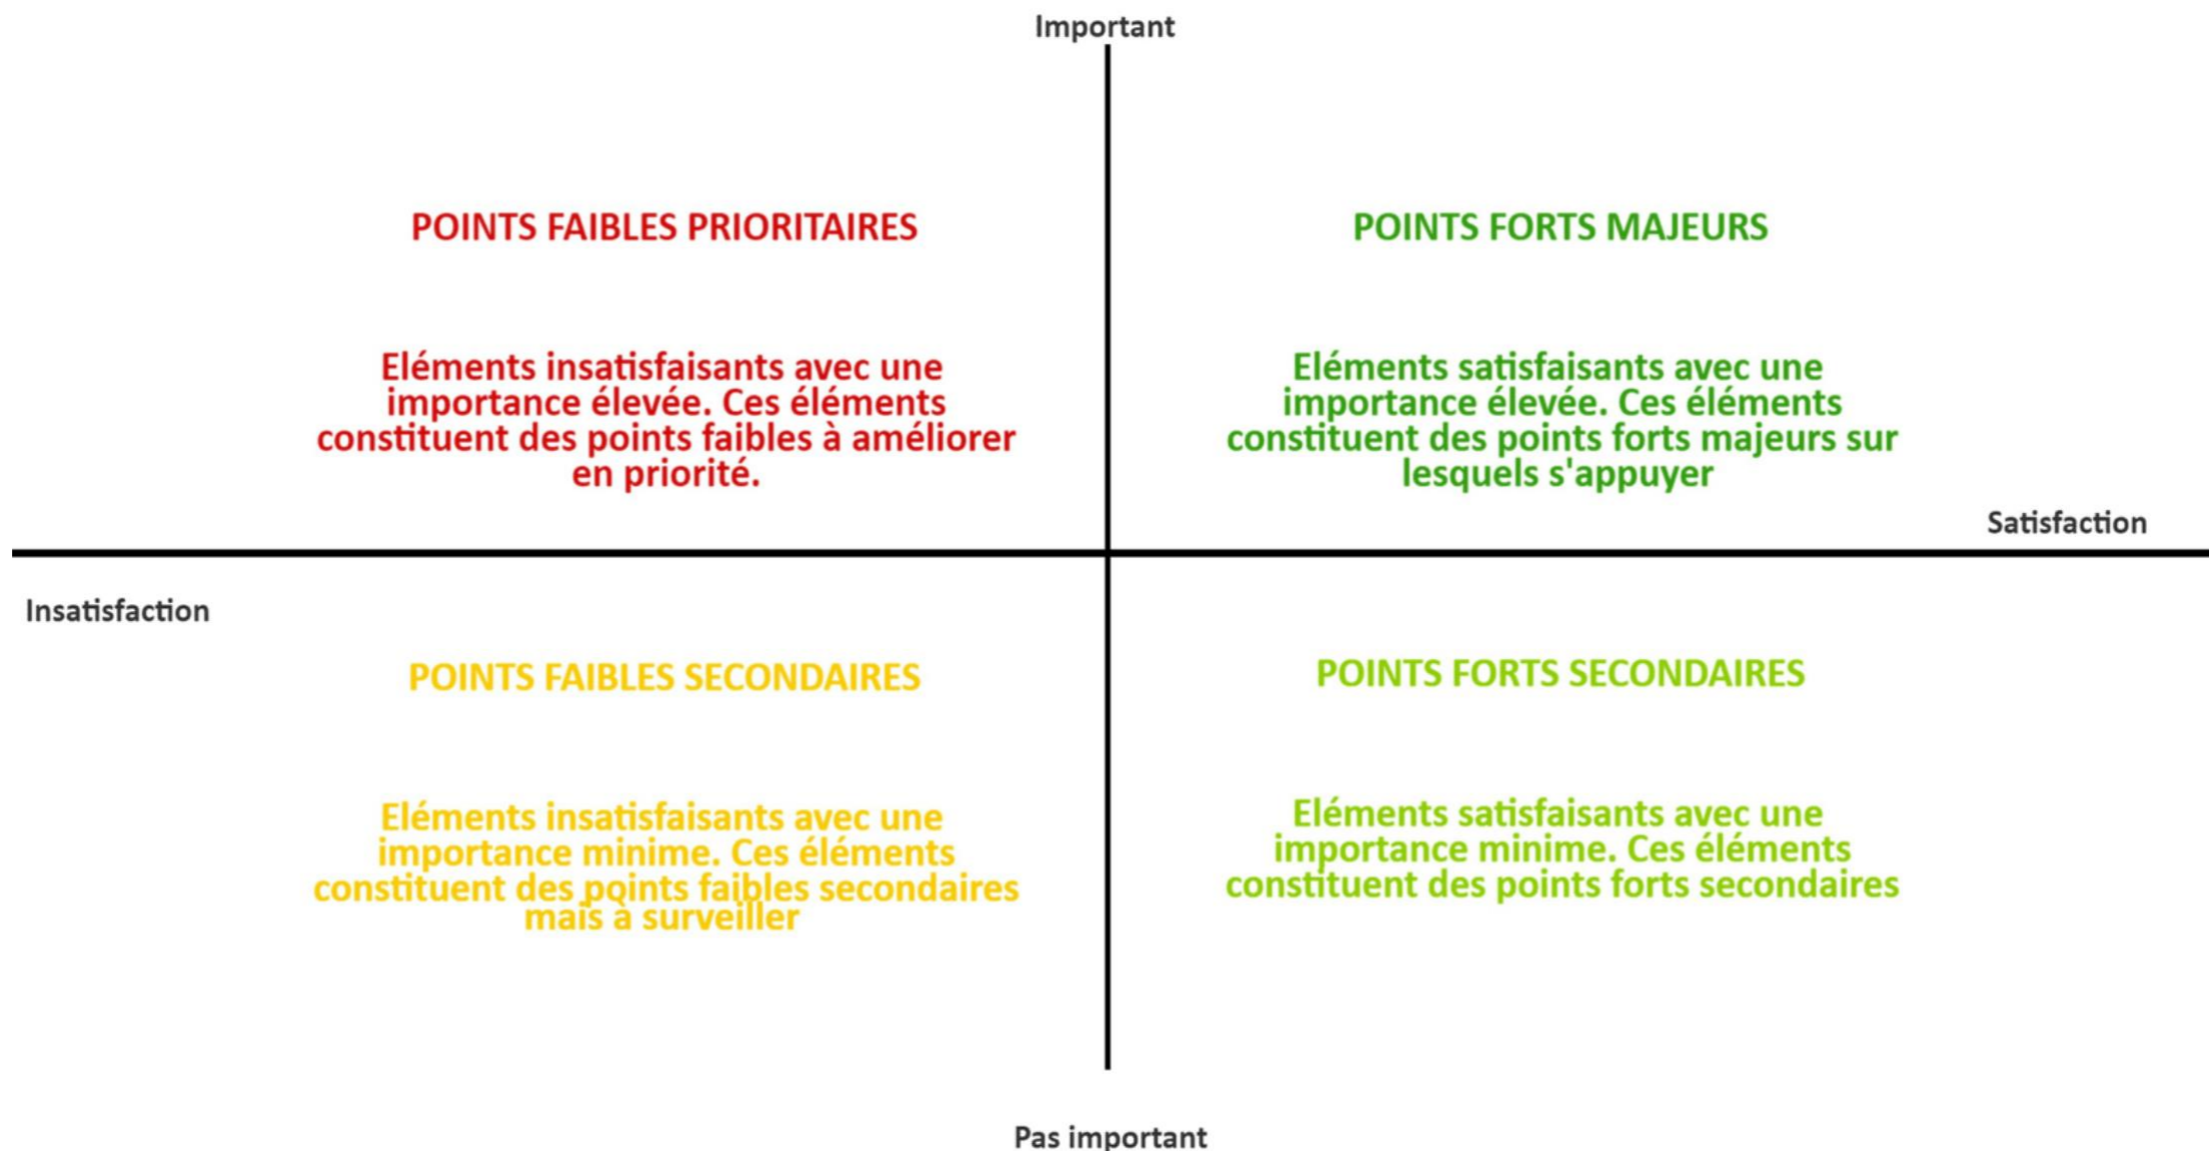 Important
POINTS FAIBLES PRIORITAIRES
Eléments insatisfaisants avec une
importance élevée. Ces éléments
constituent des points faibles à améliorer
en priorité.
POINTS FORTS MAJEURS
Eléments satisfaisants avec une
importance élevée. Ces éléments
constituent des points forts majeurs sur
lesquels s'appuyer
Satisfaction
Insatisfaction
POINTS FAIBLES SECONDAIRES
Eléments insatisfaisants avec une
importance minime. Ces éléments
constituent des points faibles secondaires
mais à surveiller
POINTS FORTS SECONDAIRES
Eléments satisfaisants avec une
importance minime. Ces éléments
constituent des points forts secondaires
Pas important